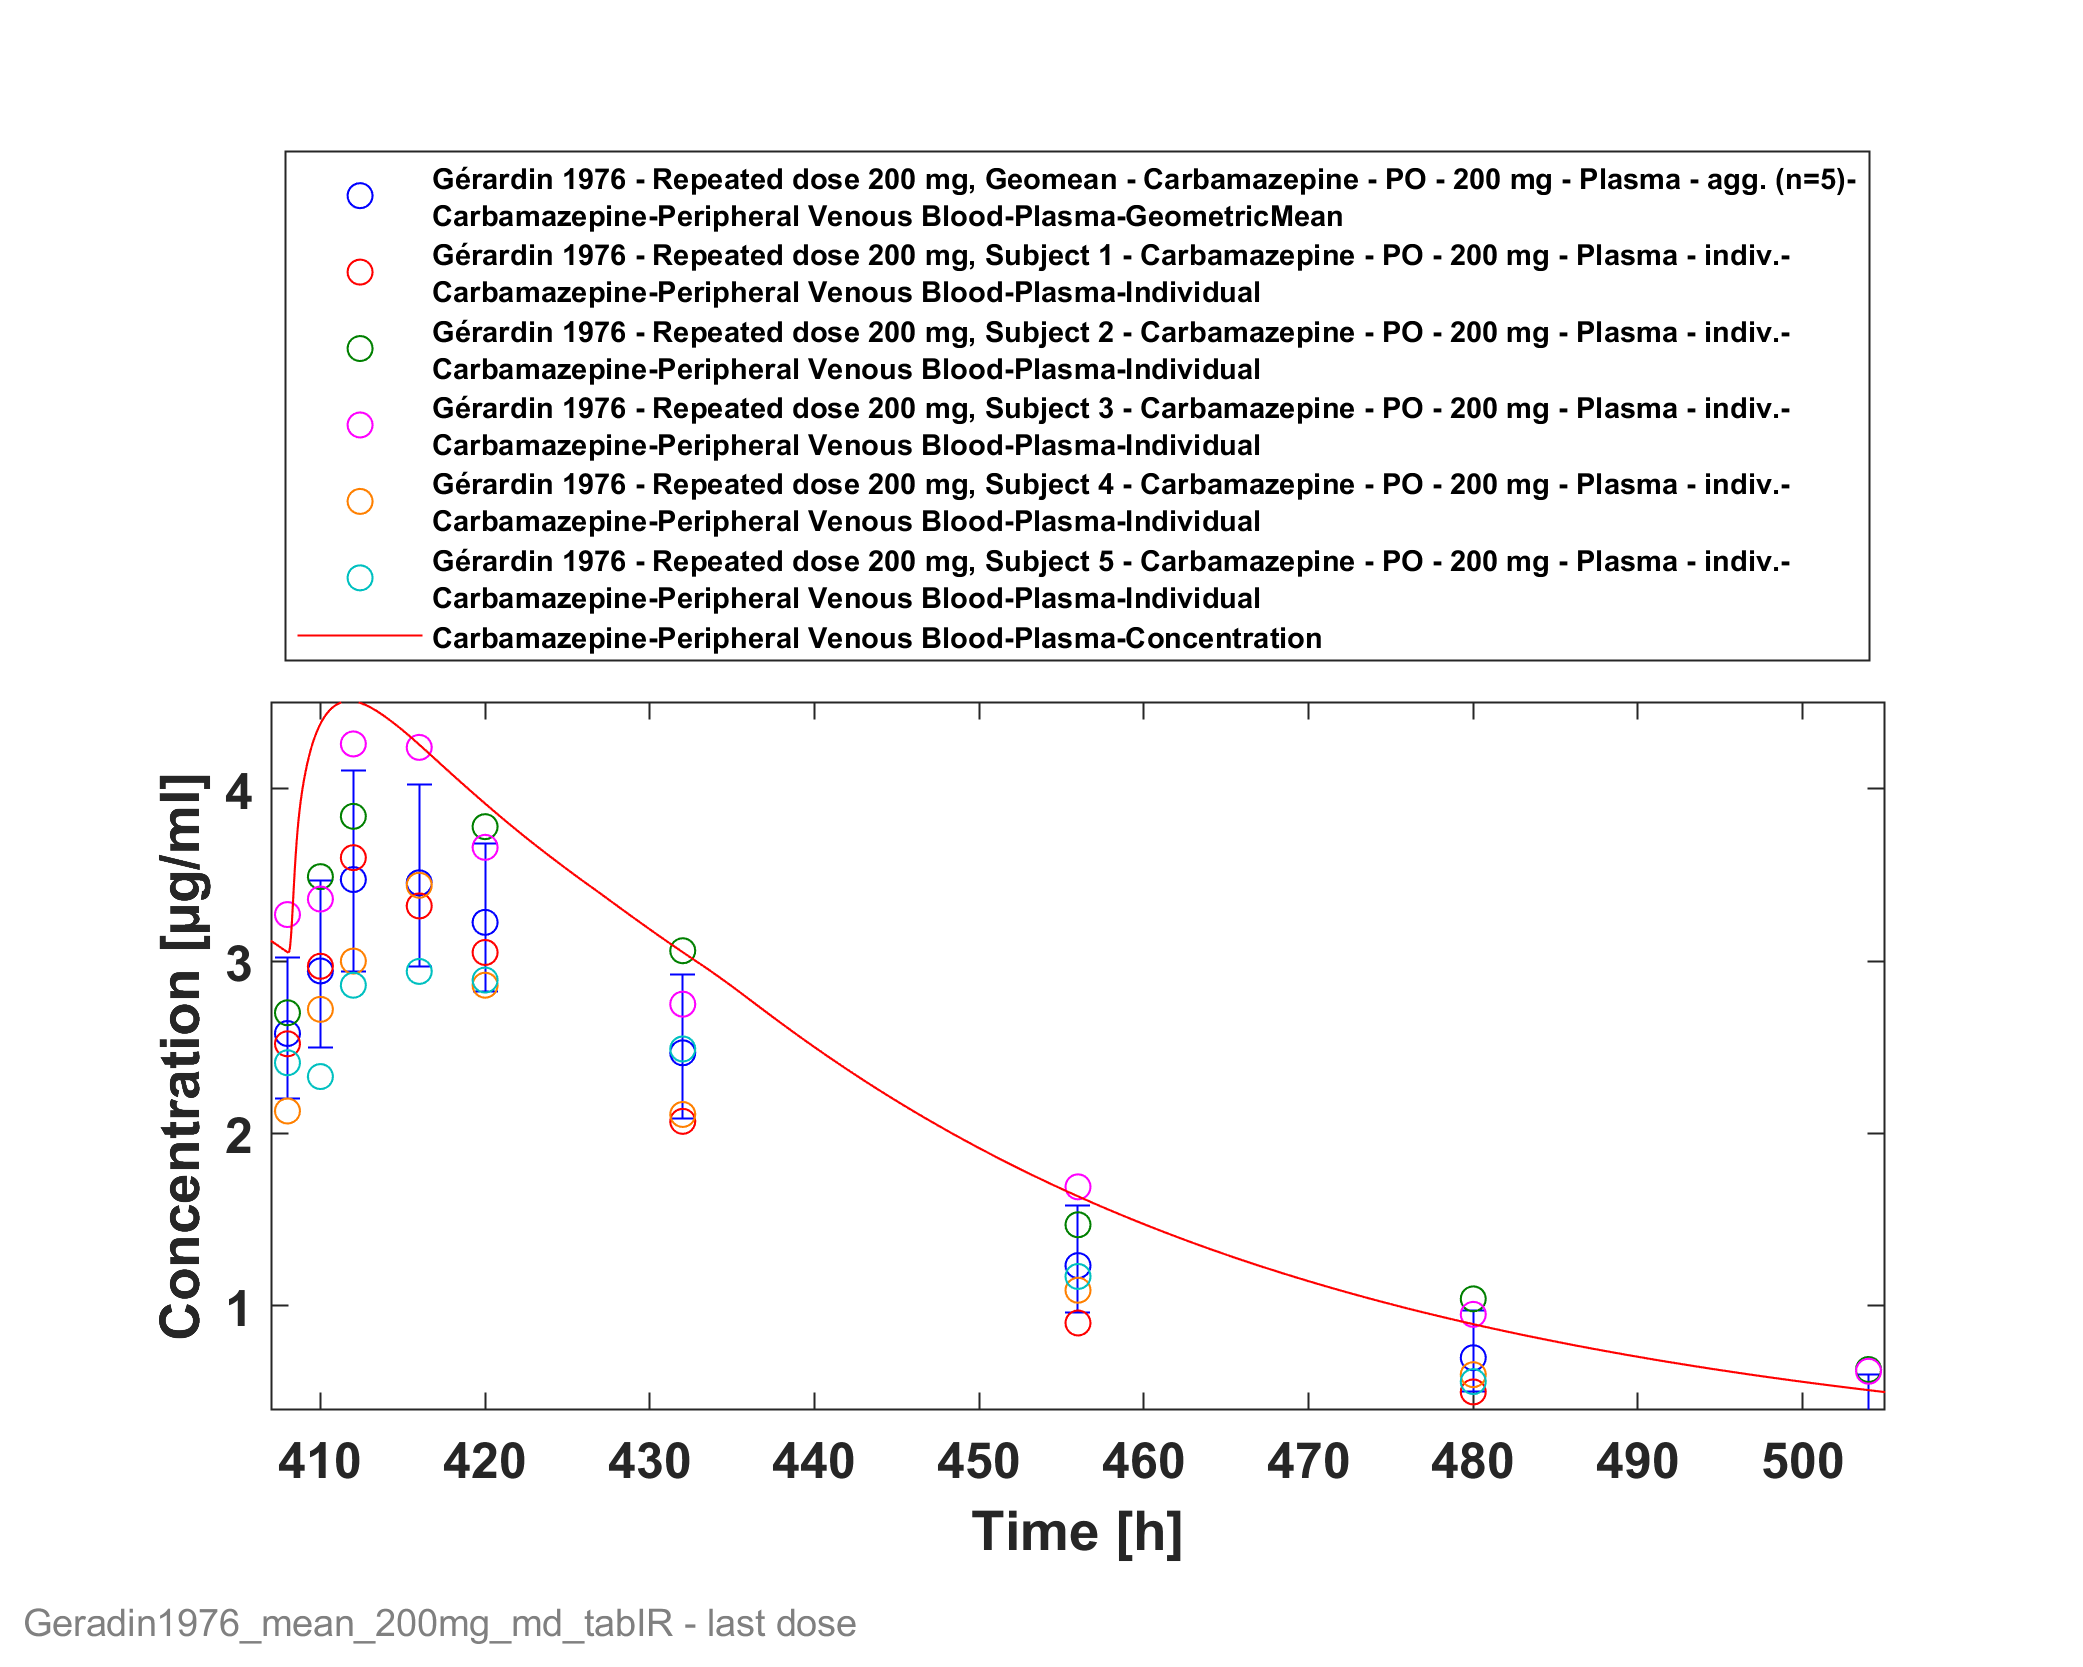 Gérardin 1976 - Repeated dose 200 mg, Geomean - Carbamazepine - PO - 200 mg - Plasma - agg. (n=5)-
Carbamazepine-Peripheral Venous Blood-Plasma-GeometricMean
Gérardin 1976 - Repeated dose 200 mg, Subject 1 - Carbamazepine - PO - 200 mg - Plasma - indiv.-
Carbamazepine-Peripheral Venous Blood-Plasma-Individual
Gérardin 1976 - Repeated dose 200 mg, Subject 2 - Carbamazepine - PO - 200 mg - Plasma - indiv.-
Carbamazepine-Peripheral Venous Blood-Plasma-Individual
Gérardin 1976 - Repeated dose 200 mg, Subject 3 - Carbamazepine - PO - 200 mg - Plasma - indiv.-
Carbamazepine-Peripheral Venous Blood-Plasma-Individual
Gérardin 1976 - Repeated dose 200 mg, Subject 4 - Carbamazepine - PO - 200 mg - Plasma - indiv.-
Carbamazepine-Peripheral Venous Blood-Plasma-Individual
Gérardin 1976 - Repeated dose 200 mg, Subject 5 - Carbamazepine - PO - 200 mg - Plasma - indiv.-
Carbamazepine-Peripheral Venous Blood-Plasma-Individual
Carbamazepine-Peripheral Venous Blood-Plasma-Concentration
Concentration [µg/ml]
4
3
2
1
410 420 430 440 450 460 470 480 490 500
Time [h]
Geradin1976_mean_200mg_md_tablR - last dose